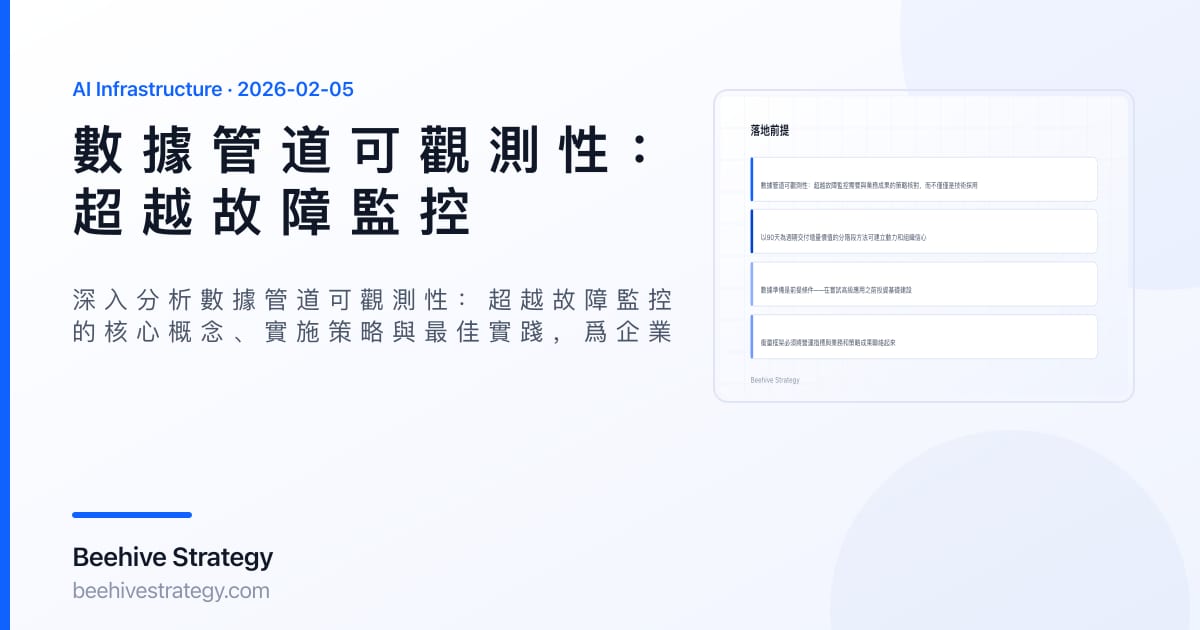 AI Infrastructure · 2026-02-05
數據管道可觀測性：
超越故障監控
深入分析數據管道可觀測性：超越故障監控
的核心概念、實施策略與最佳實踐，爲企業
落地前提
數據管道可觀測性：超越故障監控需要與業務成果的策略校對，而不僅僅是技術採用
以90天為週期交付增量價值的分階段方法可建立動力和組織信心
數據準備是前提條件——在嘗試高級應用之前投資基礎建設
衡量框架必須將營運指標與業務和策略成果聯絡起來
Beehive Strategy
Beehive Strategy
beehivestrategy.com